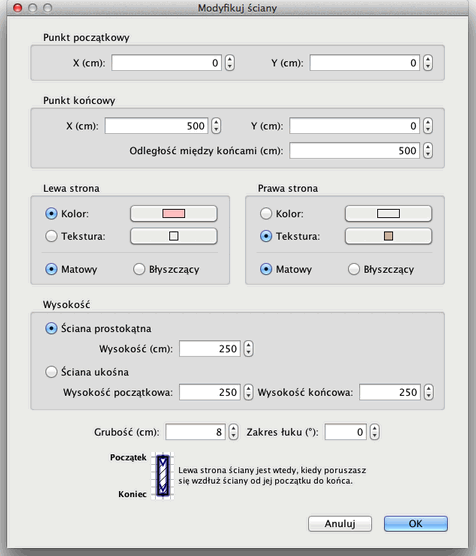 Modyfikuj ściany
Punkt początkowy
X (cm): 0 Y (cm): 0
Punkt końcowy
X (cm): 500 Y (cm): 0
Odległość między końcami (cm): 500
Lewa strona Prawa strona
Kolor: Kolor:
Tekstura: Tekstura:
Matowy Błyszczący Matowy Błyszczący
Wysokość
Ściana prostokątna
Wysokość (cm): 250
Ściana ukośna
Wysokość początkowa: 250 Wysokość końcowa: 250
Grubość (cm): 8 Zakres łuku (°): 0
Początek
Lewa strona ściany jest wtedy, kiedy poruszasz
się wzdłuż ściany od jej początku do końca.
Koniec
Anuluj OK